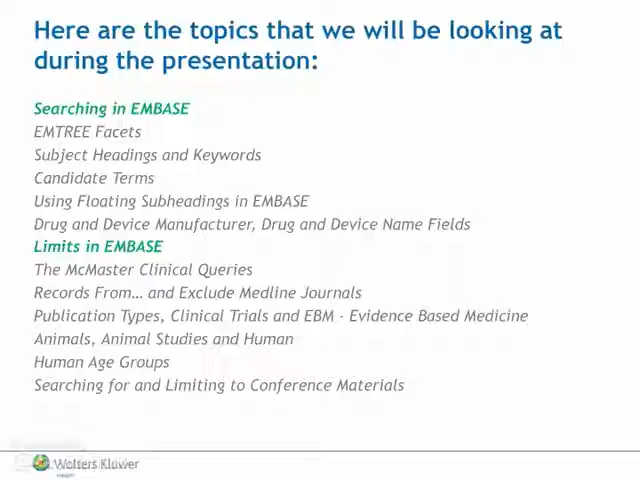 Here are the topics that we will be looking at
during the presentation:
Searching in EMBASE
EMTREE Facets
Subject Headings and Keywords
Candidate Terms
Using Floating Subheadings in EMBASE
Drug and Device Manufacturer, Drug and Device Name Fields
Limits in EMBASE
The McMaster Clinical Queries
Records From… and Exclude Medline Journals
Publication Types, Clinical Trials and EBM - Evidence Based Medicine
Animals, Animal Studies and Human
Human Age Groups
Searching for and Limiting to Conference Materials
Wolters Kluwer